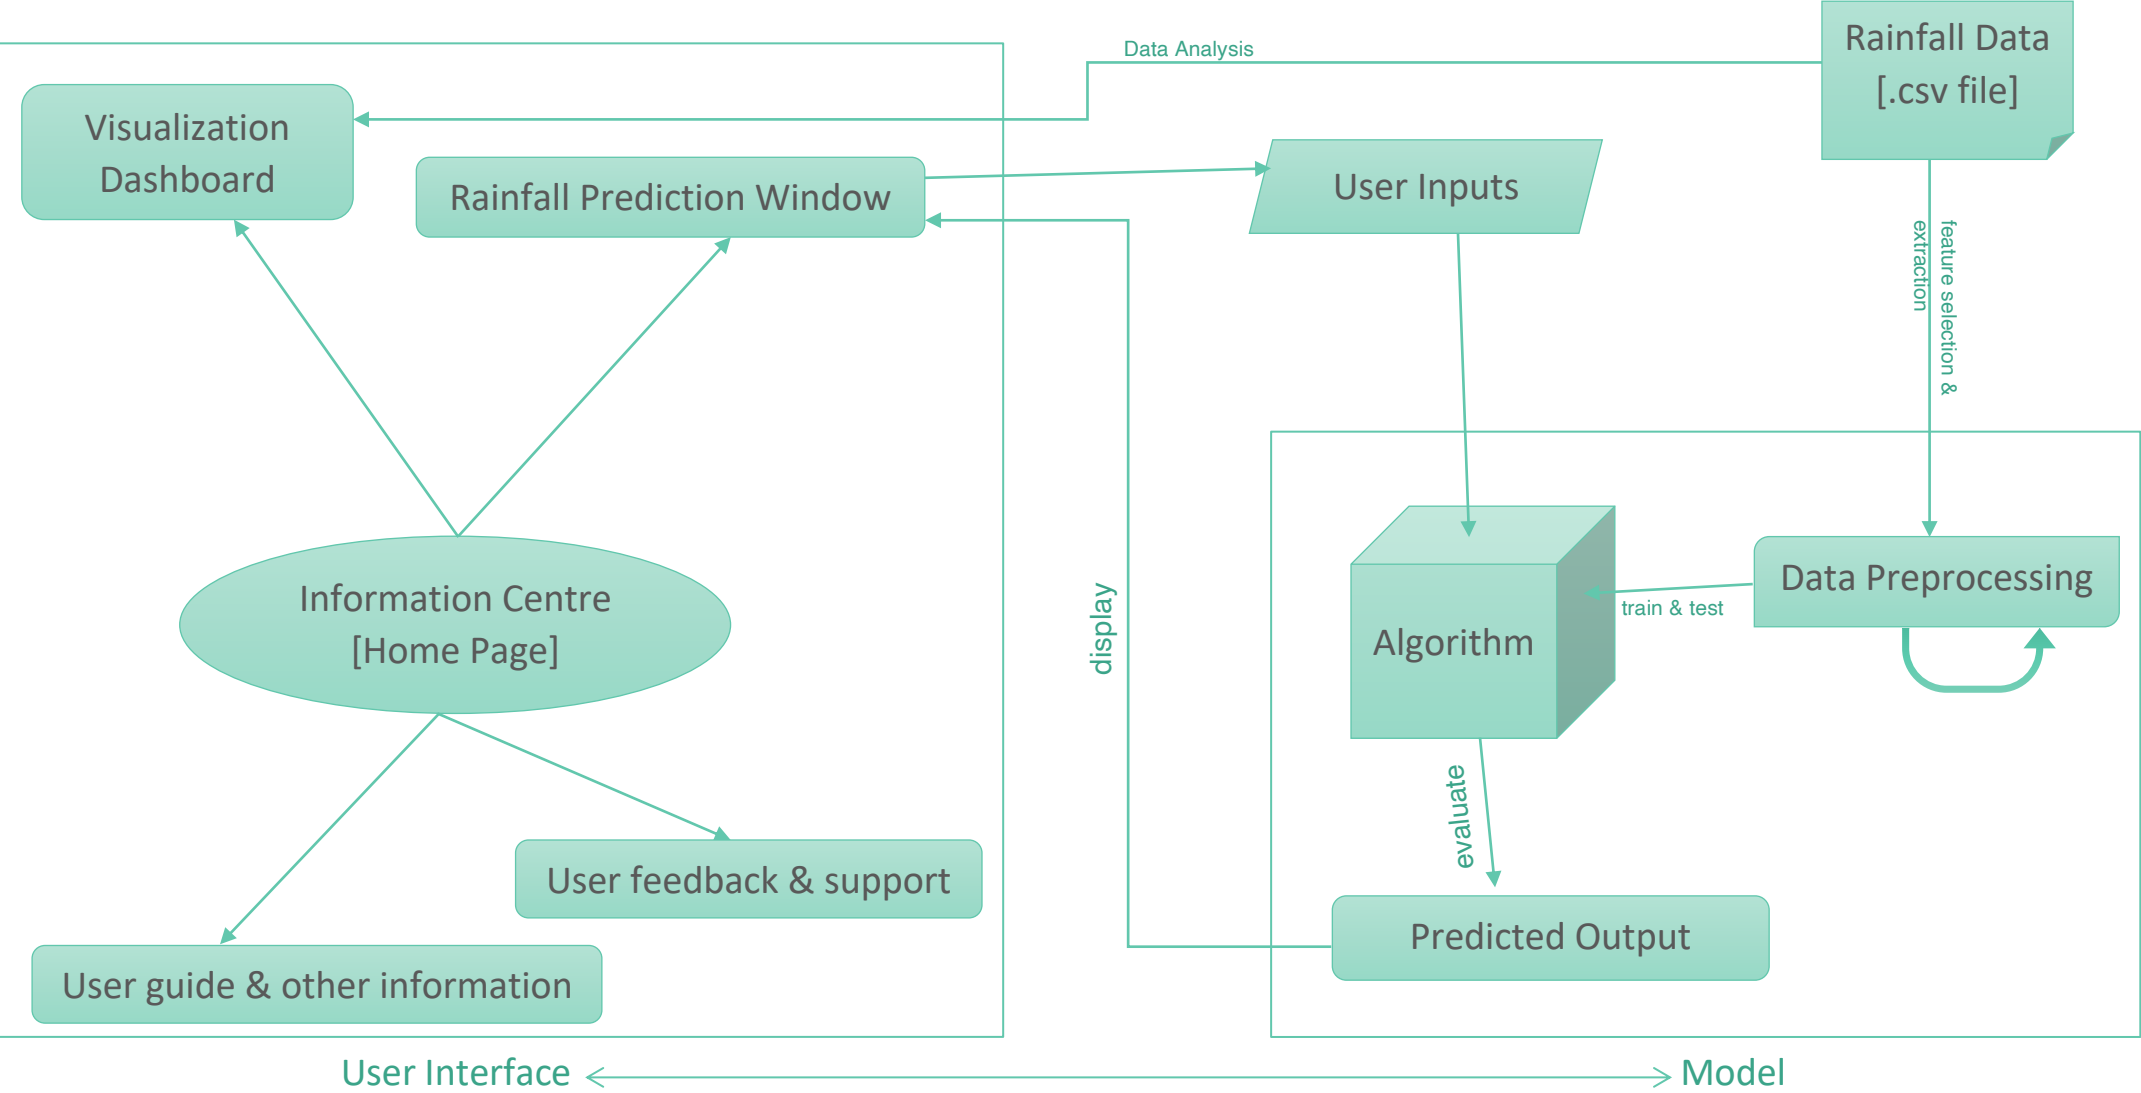 Data Analysis
Rainfall Data
[.csv file]
Visualization
Dashboard
Rainfall Prediction Window
User Inputs
feature selection &
extraction
Information Centre
[Home Page]
display
Algorithm
train & test
Data Preprocessing
evaluate
User feedback & support
Predicted Output
User guide & other information
User Interface
Model